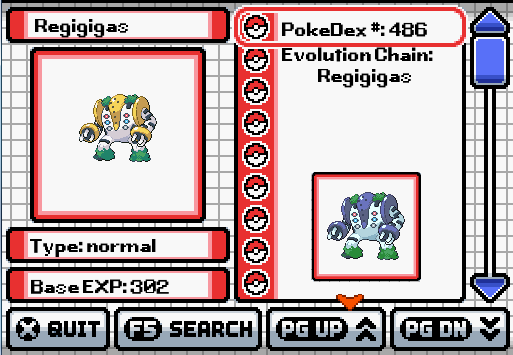 Regigigas
PokeDex #: 486
Evolution Chain:
Regigigas
Type: normal
Base EXP: 302
X QUIT
F5 SEARCH
PG UP
PG DN